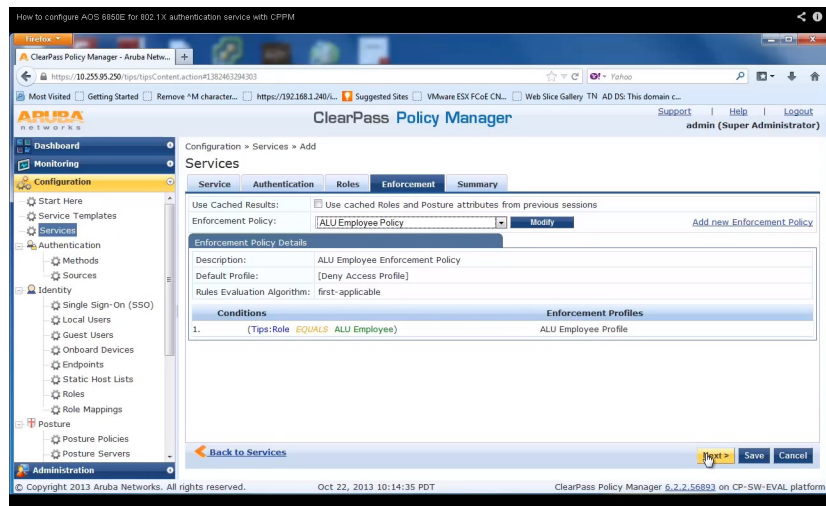 How to configure AOS 6850E for 802.1X authentication service with CPPM
Firefox
ClearPass Policy Manager - Aruba Netw...
https://10.255.95.250/tips/tipsContent.action#1382463294303
Yahoo
Most Visited Getting Started Remove ^M character... https://192.168.1.240/i... Suggested Sites VMware ESX FCoE CN... Web Slice Gallery TN AD DS: This domain c...
ARUBA
networks
ClearPass Policy Manager
Support | Help | Logout
admin (Super Administrator)
Dashboard
Monitoring
Configuration
Start Here
Service Templates
Services
Authentication
Methods
Sources
Identity
Single Sign-On (SSO)
Local Users
Guest Users
Onboard Devices
Endpoints
Static Host Lists
Roles
Role Mappings
Posture
Posture Policies
Posture Servers
Administration
Configuration » Services » Add
Services
Service Authentication Roles Enforcement Summary
Use Cached Results: Use cached Roles and Posture attributes from previous sessions
Enforcement Policy: ALU Employee Policy Modify Add new Enforcement Policy
Enforcement Policy Details
Description: ALU Employee Enforcement Policy
Default Profile: [Deny Access Profile]
Rules Evaluation Algorithm: first-applicable
Conditions Enforcement Profiles
1. (Tips:Role EQUALS ALU Employee) ALU Employee Profile
Back to Services
Next > Save Cancel
© Copyright 2013 Aruba Networks. All rights reserved. Oct 22, 2013 10:14:35 PDT ClearPass Policy Manager 6.2.2.56893 on CP-SW-EVAL platform